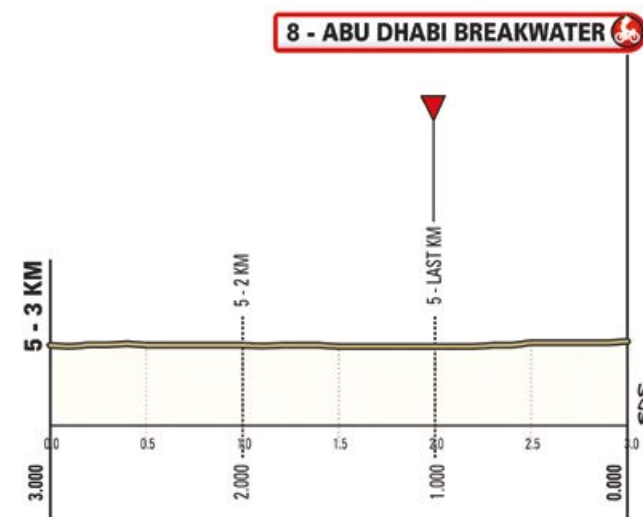 8 - ABU DHABI BREAKWATER
5 - 3 KM
5 - 2 KM
5 - LAST KM
0.0 0.5 1.0 1.5 2.0 2.5 3.0
3.000 2.000 1.000 0.000
SDS